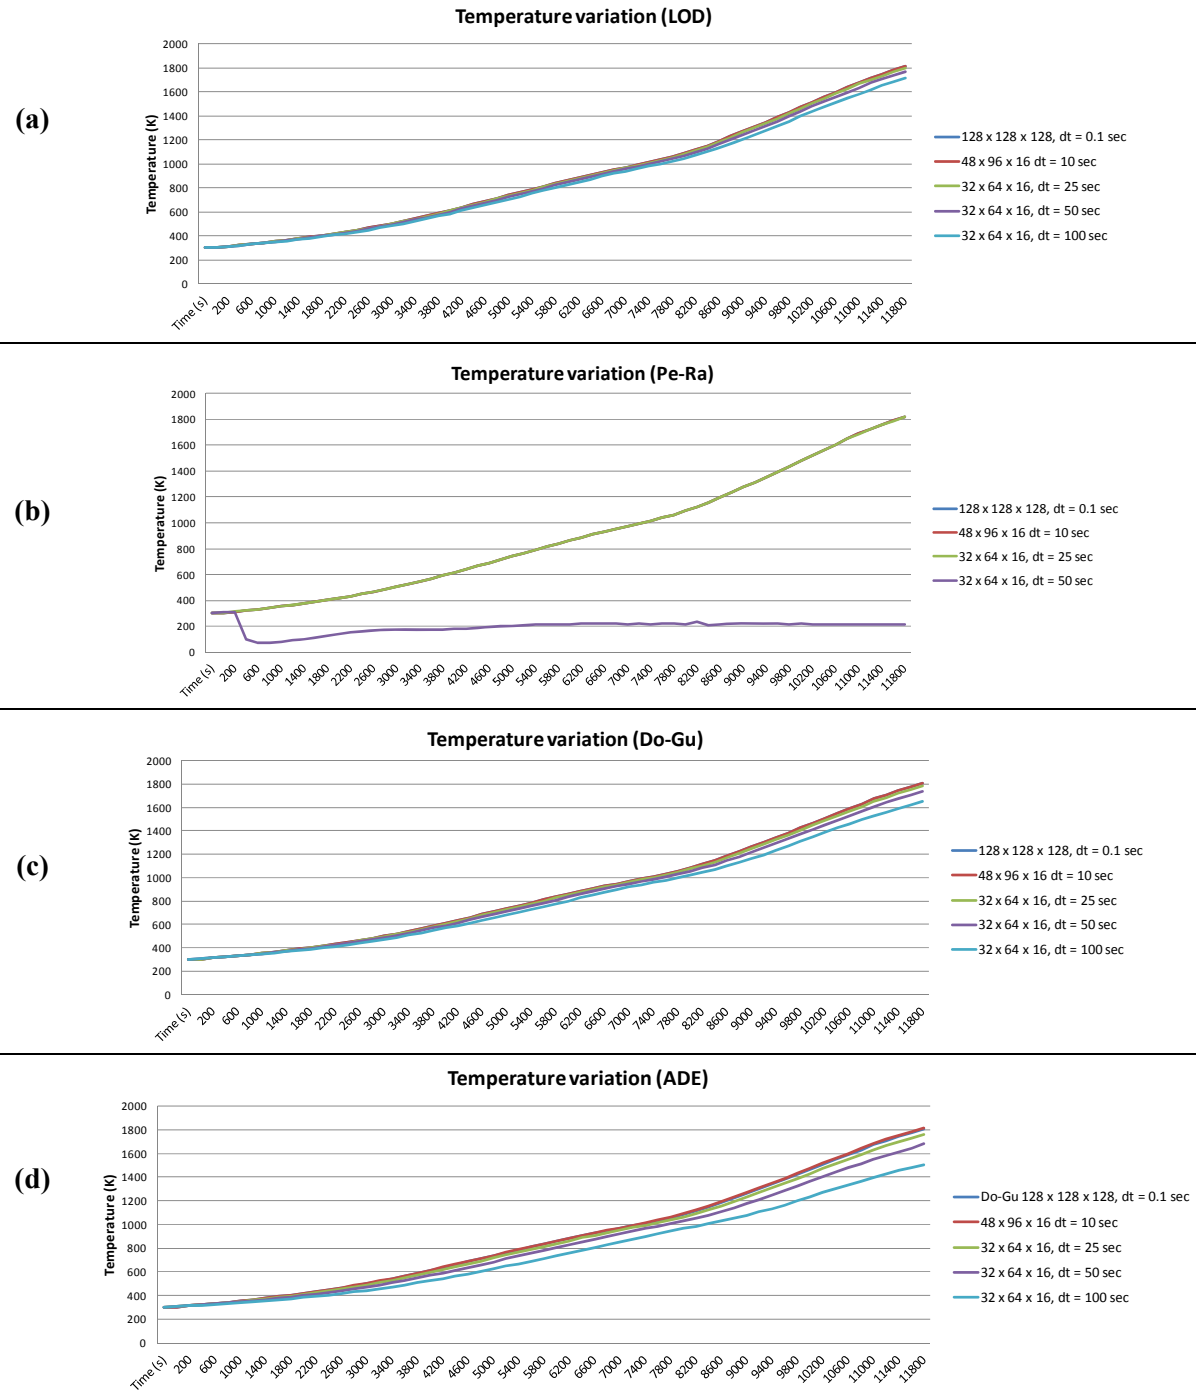 Temperature variation (LOD)
(a)
Temperature (K)
2000
1800
1600
1400
1200
1000
800
600
400
200
0
Time (s) 200 600 1000 1400 1800 2200 2600 3000 3400 3800 4200 4600 5000 5400 5800 6200 6600 7000 7400 7800 8200 8600 9000 9400 9800 10200 10600 11000 11400 11800
128 x 128 x 128, dt = 0.1 sec
48 x 96 x 16 dt = 10 sec
32 x 64 x 16, dt = 25 sec
32 x 64 x 16, dt = 50 sec
32 x 64 x 16, dt = 100 sec
Temperature variation (Pe-Ra)
(b)
Temperature (K)
2000
1800
1600
1400
1200
1000
800
600
400
200
0
Time (s) 200 600 1000 1400 1800 2200 2600 3000 3400 3800 4200 4600 5000 5400 5800 6200 6600 7000 7400 7800 8200 8600 9000 9400 9800 10200 10600 11000 11400 11800
128 x 128 x 128, dt = 0.1 sec
48 x 96 x 16 dt = 10 sec
32 x 64 x 16, dt = 25 sec
32 x 64 x 16, dt = 50 sec
Temperature variation (Do-Gu)
(c)
Temperature (K)
2000
1800
1600
1400
1200
1000
800
600
400
200
0
Time (s) 200 600 1000 1400 1800 2200 2600 3000 3400 3800 4200 4600 5000 5400 5800 6200 6600 7000 7400 7800 8200 8600 9000 9400 9800 10200 10600 11000 11400 11800
128 x 128 x 128, dt = 0.1 sec
48 x 96 x 16 dt = 10 sec
32 x 64 x 16, dt = 25 sec
32 x 64 x 16, dt = 50 sec
32 x 64 x 16, dt = 100 sec
Temperature variation (ADE)
(d)
Temperature (K)
2000
1800
1600
1400
1200
1000
800
600
400
200
0
Time (s) 200 600 1000 1400 1800 2200 2600 3000 3400 3800 4200 4600 5000 5400 5800 6200 6600 7000 7400 7800 8200 8600 9000 9400 9800 10200 10600 11000 11400 11800
Do-Gu 128 x 128 x 128, dt = 0.1 sec
48 x 96 x 16 dt = 10 sec
32 x 64 x 16, dt = 25 sec
32 x 64 x 16, dt = 50 sec
32 x 64 x 16, dt = 100 sec